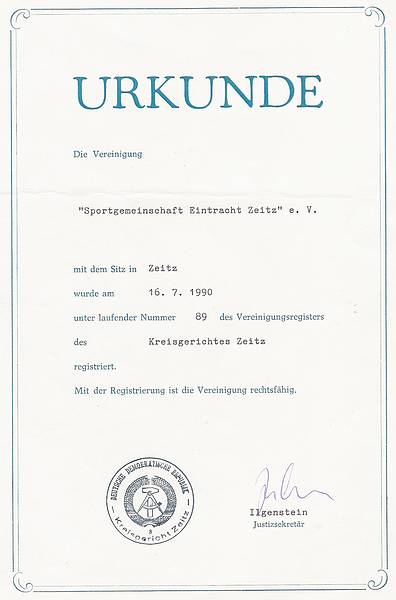 URKUNDE
Die Vereinigung
"Sportgemeinschaft Eintracht Zeitz" e. V.
mit dem Sitz in Zeitz
wurde am 16. 7. 1990
unter laufender Nummer 89 des Vereinigungsregisters
des Kreisgerichtes Zeitz
registriert.
Mit der Registrierung ist die Vereinigung rechtsfähig.
DEUTSCHE DEMOKRATISCHE REPUBLIK
Kreisgericht Zeitz
Ilgenstein
Justizsekretär